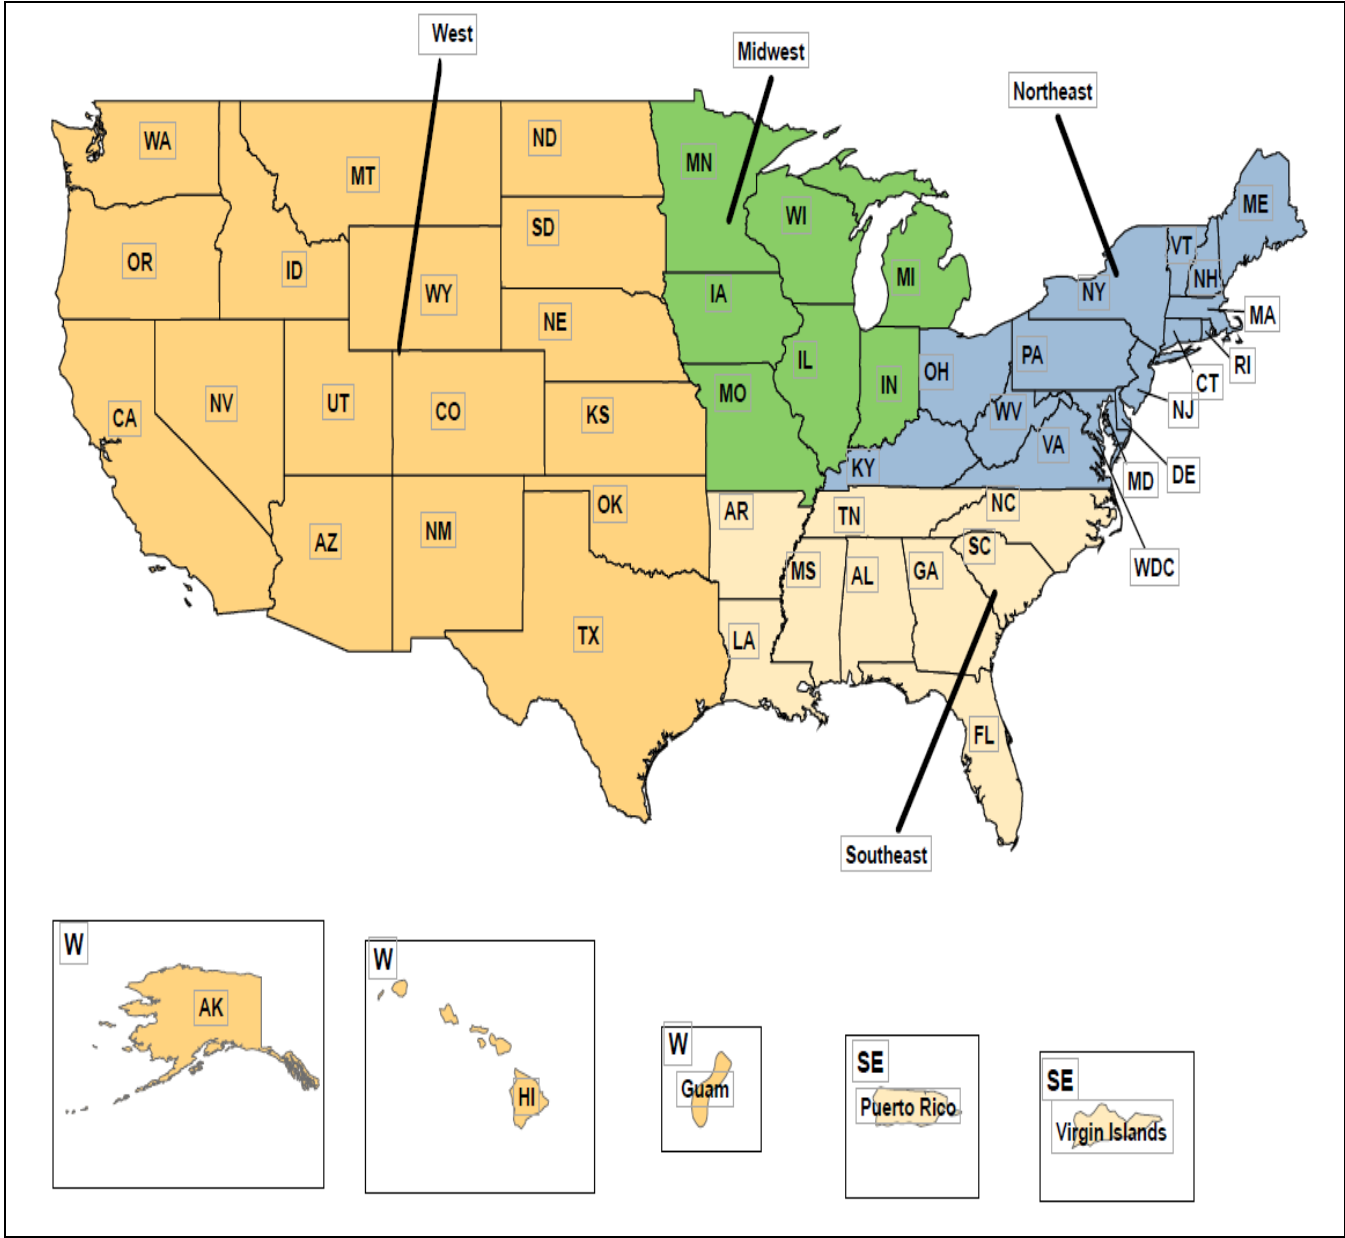 West
Midwest
Northeast
WA
MT
ND
MN
OR
ID
WY
SD
WI
MI
ME
VT
NH
NY
MA
RI
CT
NJ
NE
IA
IL
IN
OH
PA
WV
VA
MD
DE
WDC
CA
NV
UT
CO
KS
MO
KY
AZ
NM
OK
AR
TN
NC
SC
TX
LA
MS
AL
GA
FL
Southeast
W
AK
W
HI
W
Guam
SE
Puerto Rico
SE
Virgin Islands